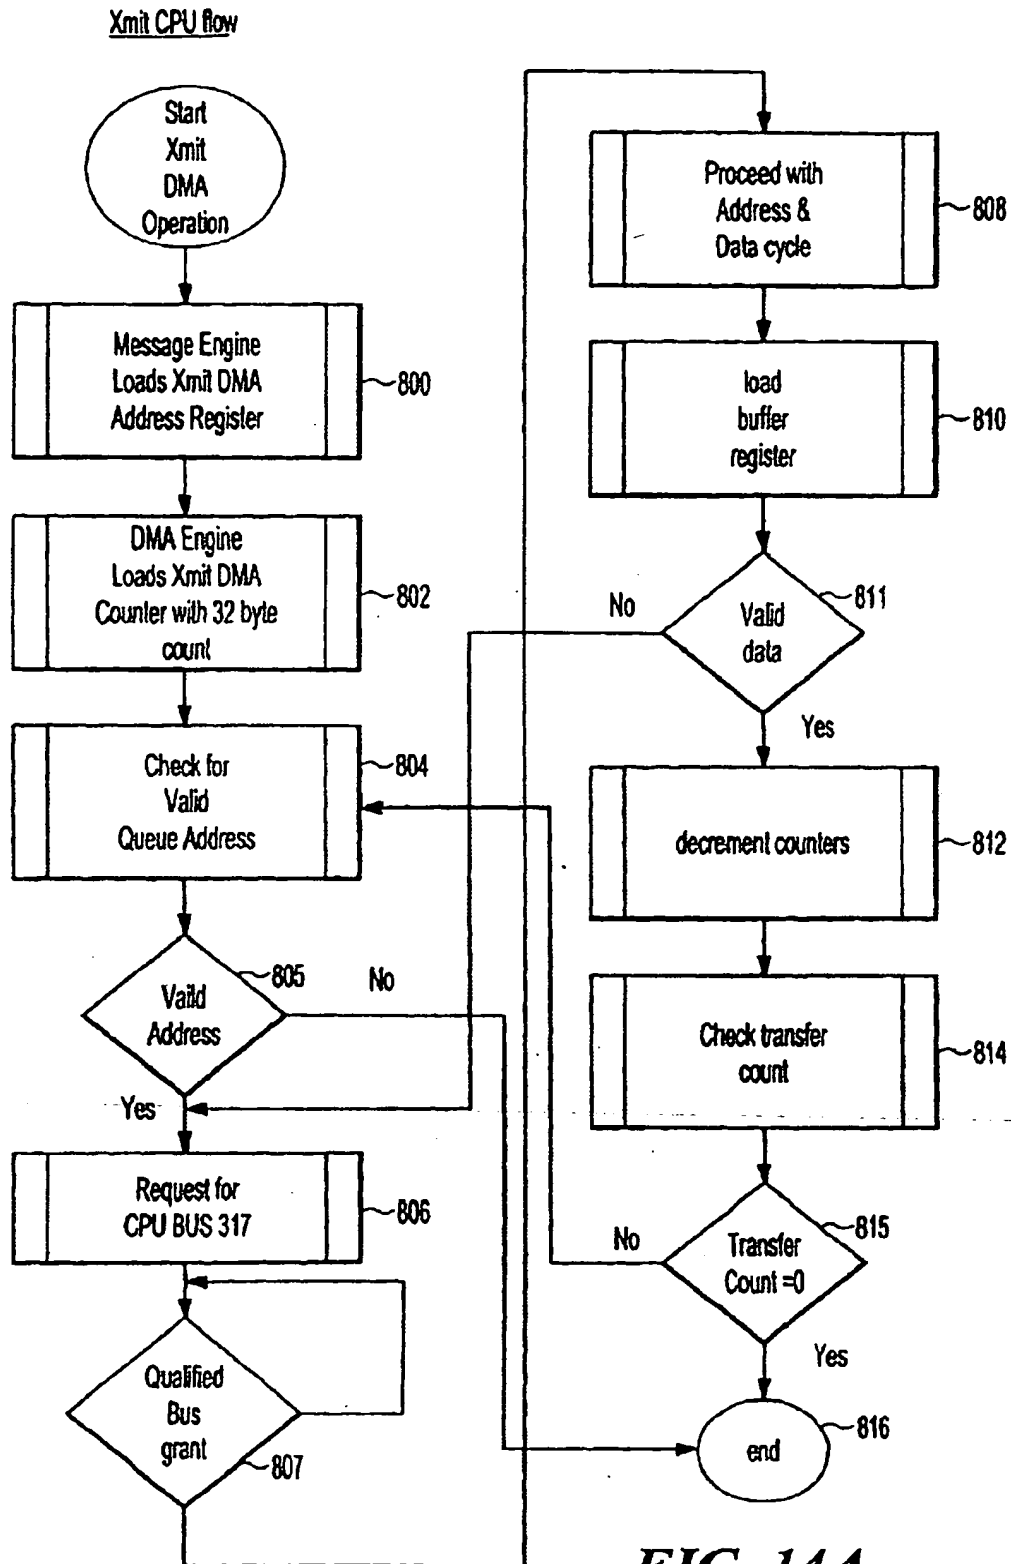 Xmit CPU flow
Start
Xmit
DMA
Operation
Message Engine
Loads Xmit DMA
Address Register
800
DMA Engine
Loads Xmit DMA
Counter with 32 byte
count
802
Check for
Valid
Queue Address
804
Vaild
Address
805
No
Yes
Request for
CPU BUS 317
806
Qualified
Bus
grant
807
Proceed with
Address &
Data cycle
808
load
buffer
register
810
Valid
data
811
No
Yes
decrement counters
812
Check transfer
count
814
Transfer
Count =0
815
No
Yes
end
816
FIG. 14A